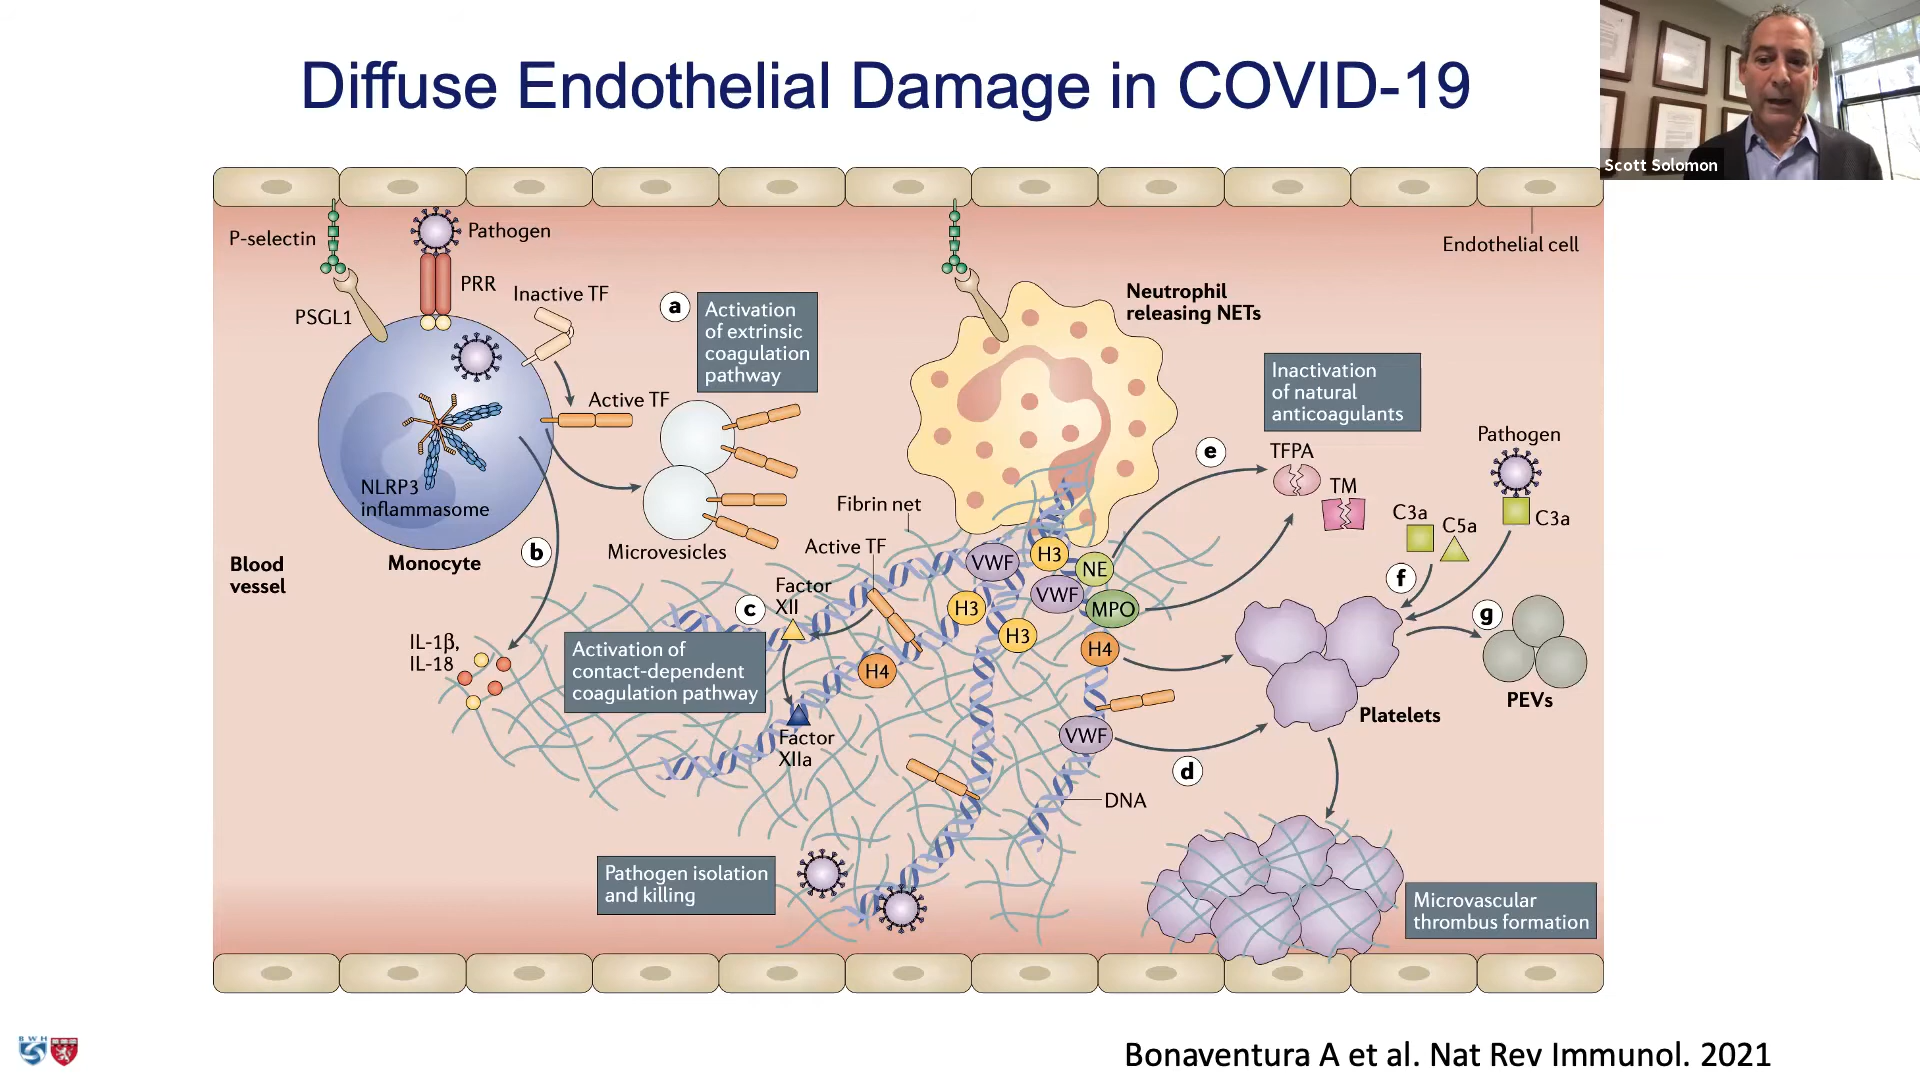 Diffuse Endothelial Damage in COVID-19
Scott Solomon
P-selectin
Pathogen
PRR
PSGL1
Inactive TF
a
Activation
of extrinsic
coagulation
pathway
Active TF
Microvesicles
NLRP3
inflammasome
Monocyte
Blood
vessel
b
IL-1β,
IL-18
Neutrophil
releasing NETs
Endothelial cell
Fibrin net
Active TF
Factor
XII
c
Activation of
contact-dependent
coagulation pathway
Factor
XIIa
H4
VWF
H3
NE
VWF
H3
MPO
H3
H4
VWF
DNA
d
e
Inactivation
of natural
anticoagulants
TFPA
TM
Pathogen
C3a
C3a
C5a
f
g
Platelets
PEVs
Pathogen isolation
and killing
Microvascular
thrombus formation
BWH
Bonaventura A et al. Nat Rev Immunol. 2021